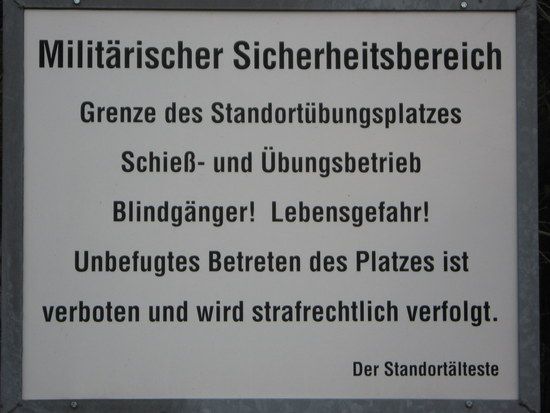 Militärischer Sicherheitsbereich
Grenze des Standortübungsplatzes
Schieß- und Übungsbetrieb
Blindgänger! Lebensgefahr!
Unbefugtes Betreten des Platzes ist
verboten und wird strafrechtlich verfolgt.
Der Standortälteste